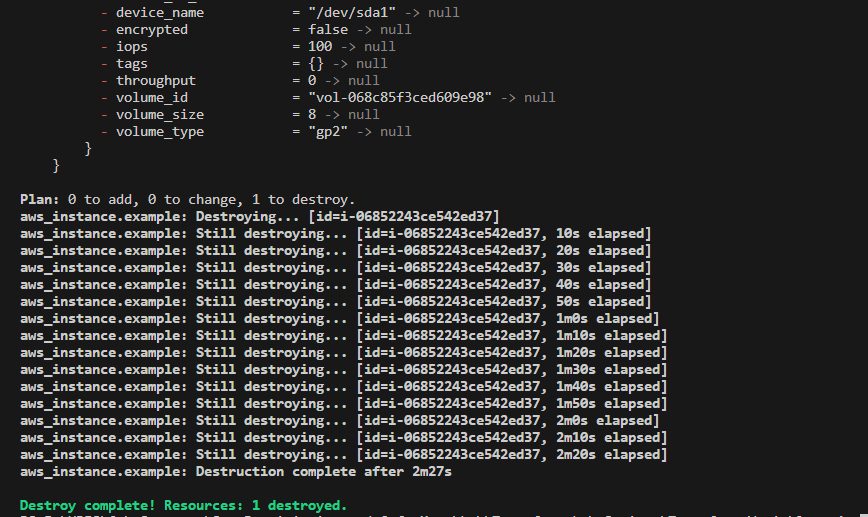 - device_name = "/dev/sda1" -> null
- encrypted = false -> null
- iops = 100 -> null
- tags = {} -> null
- throughput = 0 -> null
- volume_id = "vol-068c85f3ced609e98" -> null
- volume_size = 8 -> null
- volume_type = "gp2" -> null
}
}
Plan: 0 to add, 0 to change, 1 to destroy.
aws_instance.example: Destroying... [id=i-06852243ce542ed37]
aws_instance.example: Still destroying... [id=i-06852243ce542ed37, 10s elapsed]
aws_instance.example: Still destroying... [id=i-06852243ce542ed37, 20s elapsed]
aws_instance.example: Still destroying... [id=i-06852243ce542ed37, 30s elapsed]
aws_instance.example: Still destroying... [id=i-06852243ce542ed37, 40s elapsed]
aws_instance.example: Still destroying... [id=i-06852243ce542ed37, 50s elapsed]
aws_instance.example: Still destroying... [id=i-06852243ce542ed37, 1m0s elapsed]
aws_instance.example: Still destroying... [id=i-06852243ce542ed37, 1m10s elapsed]
aws_instance.example: Still destroying... [id=i-06852243ce542ed37, 1m20s elapsed]
aws_instance.example: Still destroying... [id=i-06852243ce542ed37, 1m30s elapsed]
aws_instance.example: Still destroying... [id=i-06852243ce542ed37, 1m40s elapsed]
aws_instance.example: Still destroying... [id=i-06852243ce542ed37, 1m50s elapsed]
aws_instance.example: Still destroying... [id=i-06852243ce542ed37, 2m0s elapsed]
aws_instance.example: Still destroying... [id=i-06852243ce542ed37, 2m10s elapsed]
aws_instance.example: Still destroying... [id=i-06852243ce542ed37, 2m20s elapsed]
aws_instance.example: Destruction complete after 2m27s
Destroy complete! Resources: 1 destroyed.